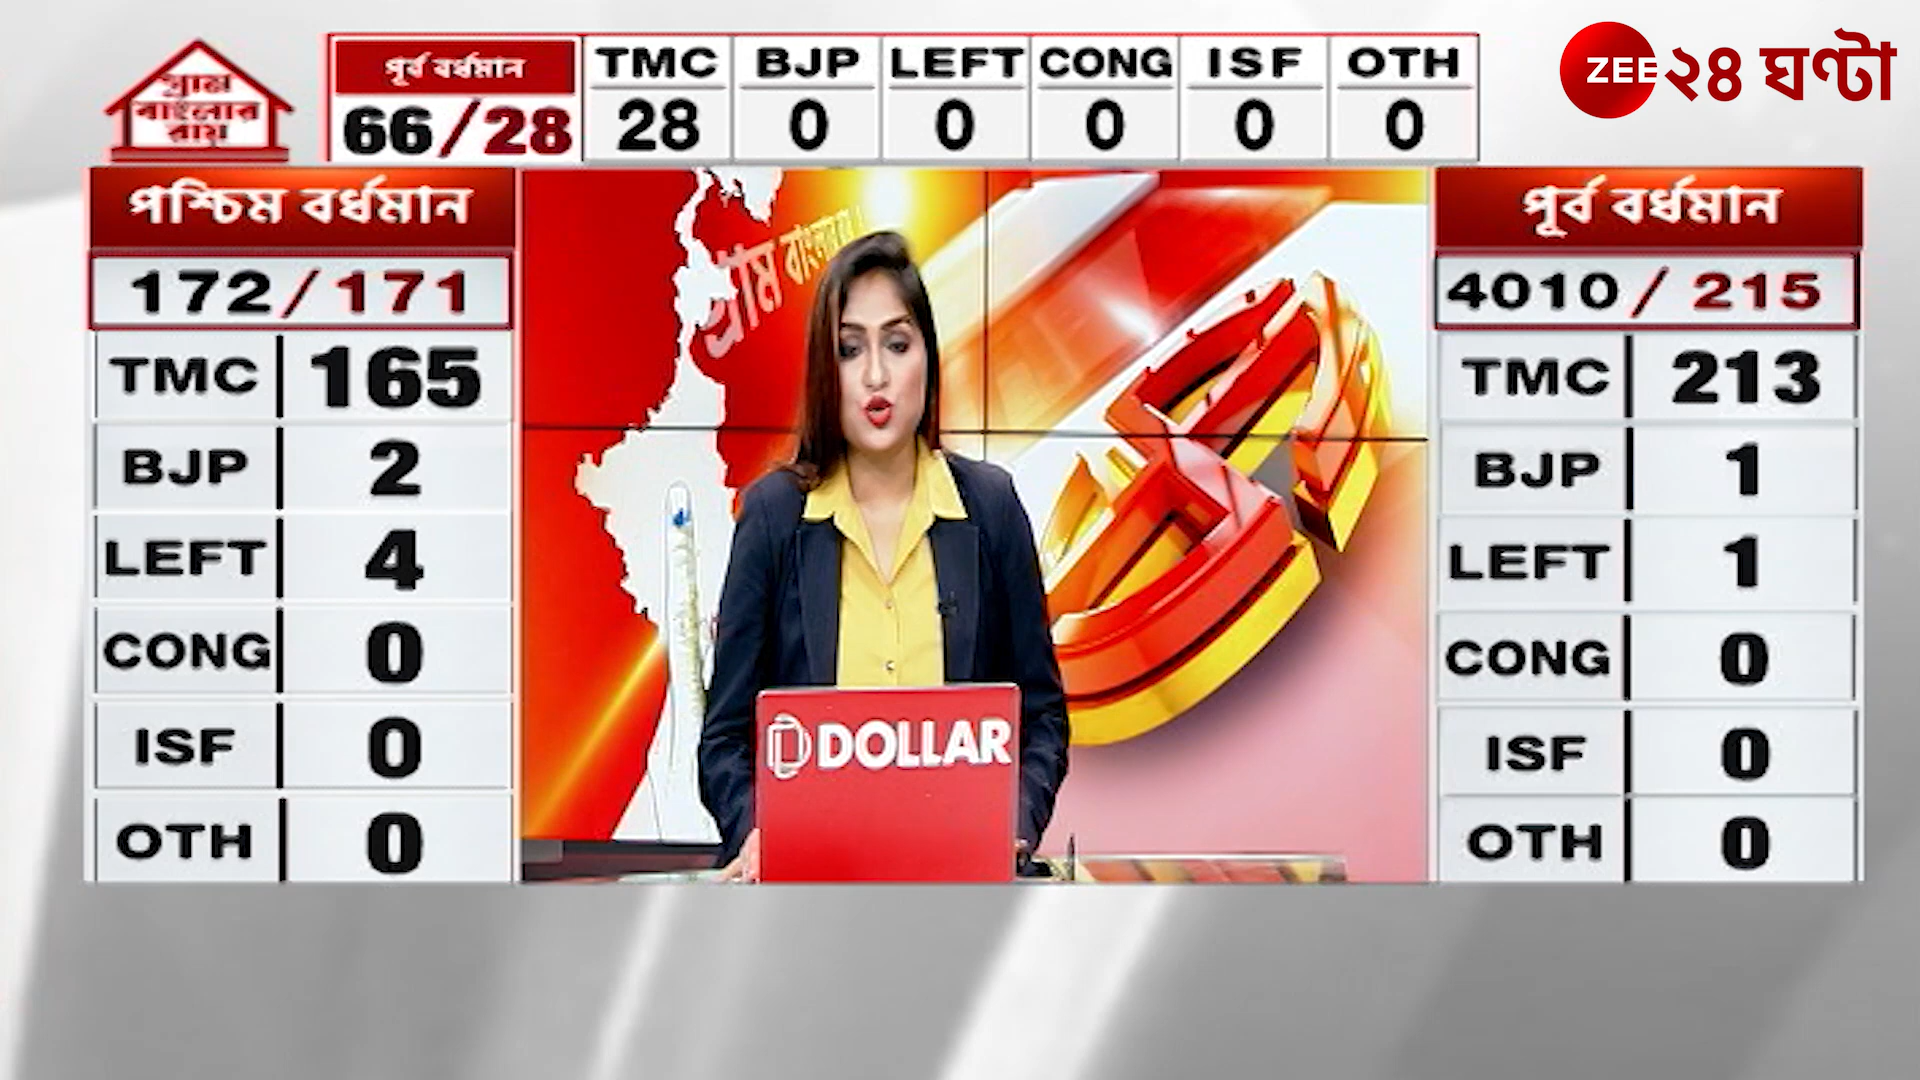 গ্রাম
বাংলার
রায়
পূর্ব বর্ধমান
66/28
TMC BJP LEFT CONG ISF OTH
28 0 0 0 0 0
ZEE ২৪ ঘণ্টা
পশ্চিম বর্ধমান
172/171
TMC 165
BJP 2
LEFT 4
CONG 0
ISF 0
OTH 0
গ্রাম বাংলার
DOLLAR
পূর্ব বর্ধমান
4010/ 215
TMC 213
BJP 1
LEFT 1
CONG 0
ISF 0
OTH 0